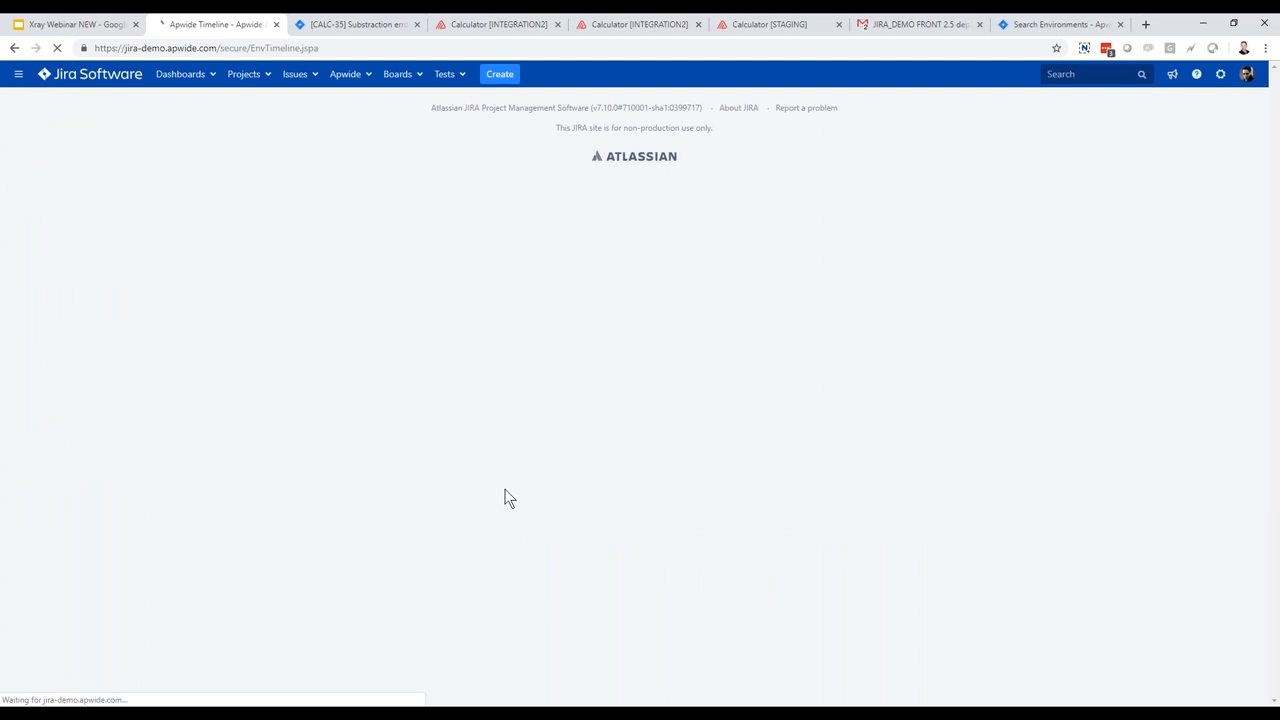 Xray Webinar NEW - Googl
Apwide Timeline - Apwide J
[CALC-35] Substraction erro
Calculator [INTEGRATION2]
Calculator [INTEGRATION2]
Calculator [STAGING]
JIRA_DEMO FRONT 2.5 dep
Search Environments - Apw
https://jira-demo.apwide.com/secure/EnvTimeline.jspa
3
Jira Software Dashboards Projects Issues Apwide Boards Tests Create Search
Atlassian JIRA Project Management Software (v7.10.0#710001-sha1:0399717) · About JIRA · Report a problem
This JIRA site is for non-production use only.
ATLASSIAN
Waiting for jira-demo.apwide.com...